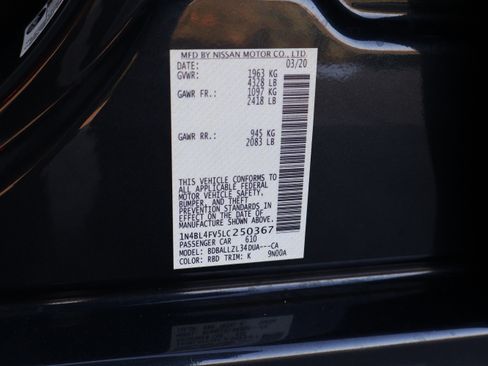 MFD BY NISSAN MOTOR CO., LTD.
DATE: 03/20
GVWR: 1963 KG
4328 LB
GAWR FR: 1097 KG
2418 LB
GAWR RR: 945 KG
2083 LB
THIS VEHICLE CONFORMS TO
ALL APPLICABLE FEDERAL
MOTOR VEHICLE SAFETY,
BUMPER, AND THEFT
PREVENTION STANDARDS
IN EFFECT ON THE DATE OF
MANUFACTURE SHOWN ABOVE.
1N4BL4FV5LC250367
PASSENGER CAR 610
MODEL: BDBALLZL34DUA---CA
COLOR: RBD TRIM: K 9N00A